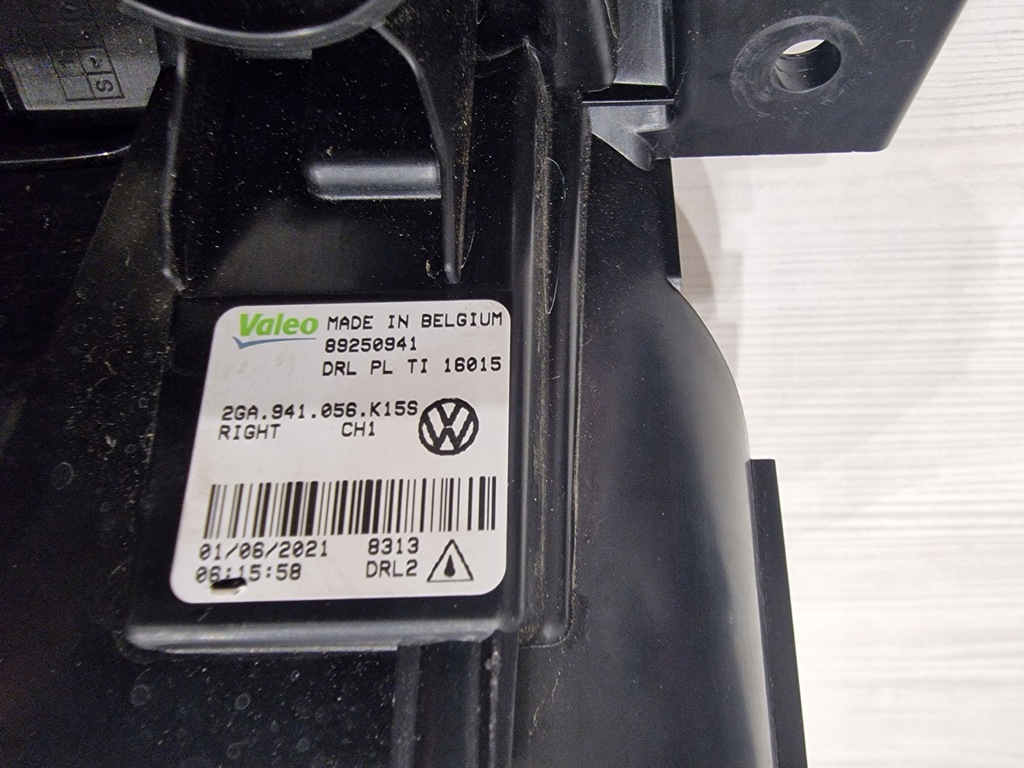 Valeo MADE IN BELGIUM
89250941
DRL PL TI 16015
2GA.941.056.K15S
RIGHT CH1
01/06/2021 8313
06:15:58 DRL2